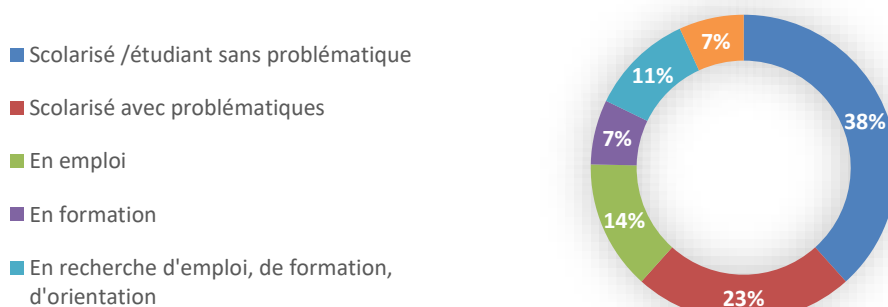 Scolarisé /étudiant sans problématique
Scolarisé avec problématiques
En emploi
En formation
En recherche d'emploi, de formation,
d'orientation
7%
11%
38%
7%
14%
23%